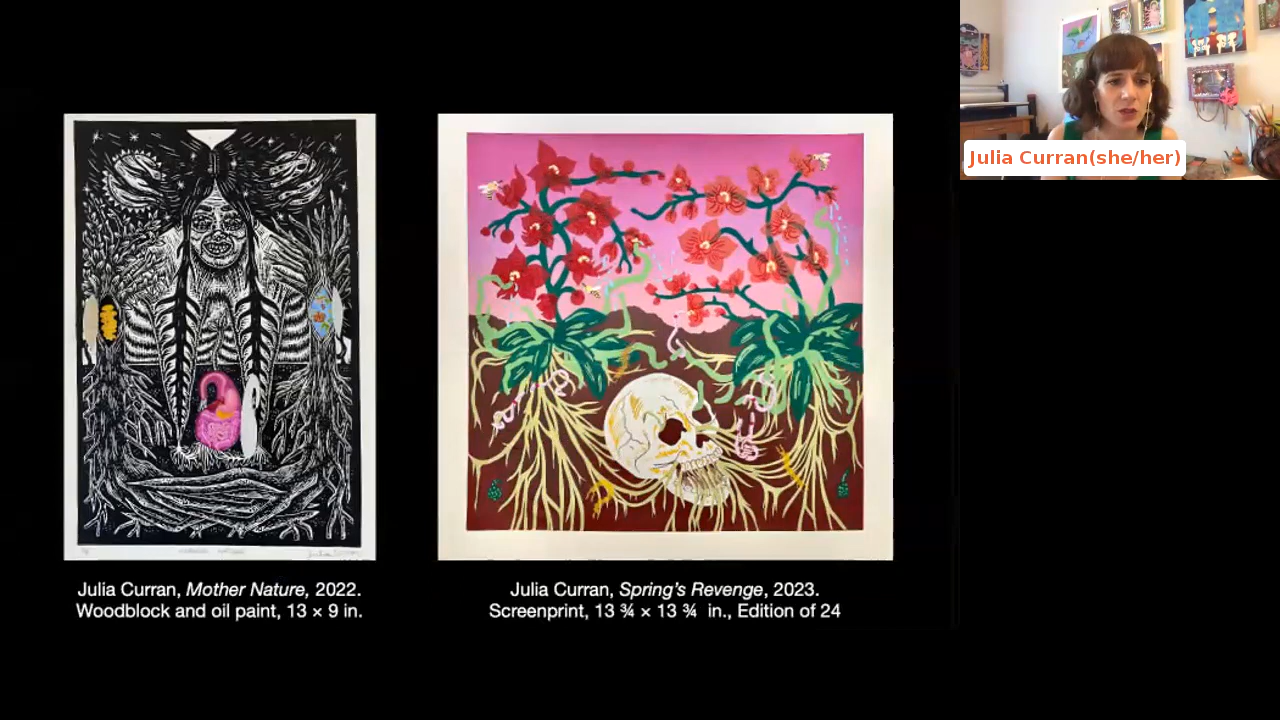 Julia Curran(she/her)
Julia Curran, Mother Nature, 2022.
Woodblock and oil paint, 13 × 9 in.
Julia Curran, Spring's Revenge, 2023.
Screenprint, 13 ¾ × 13 ¾ in., Edition of 24